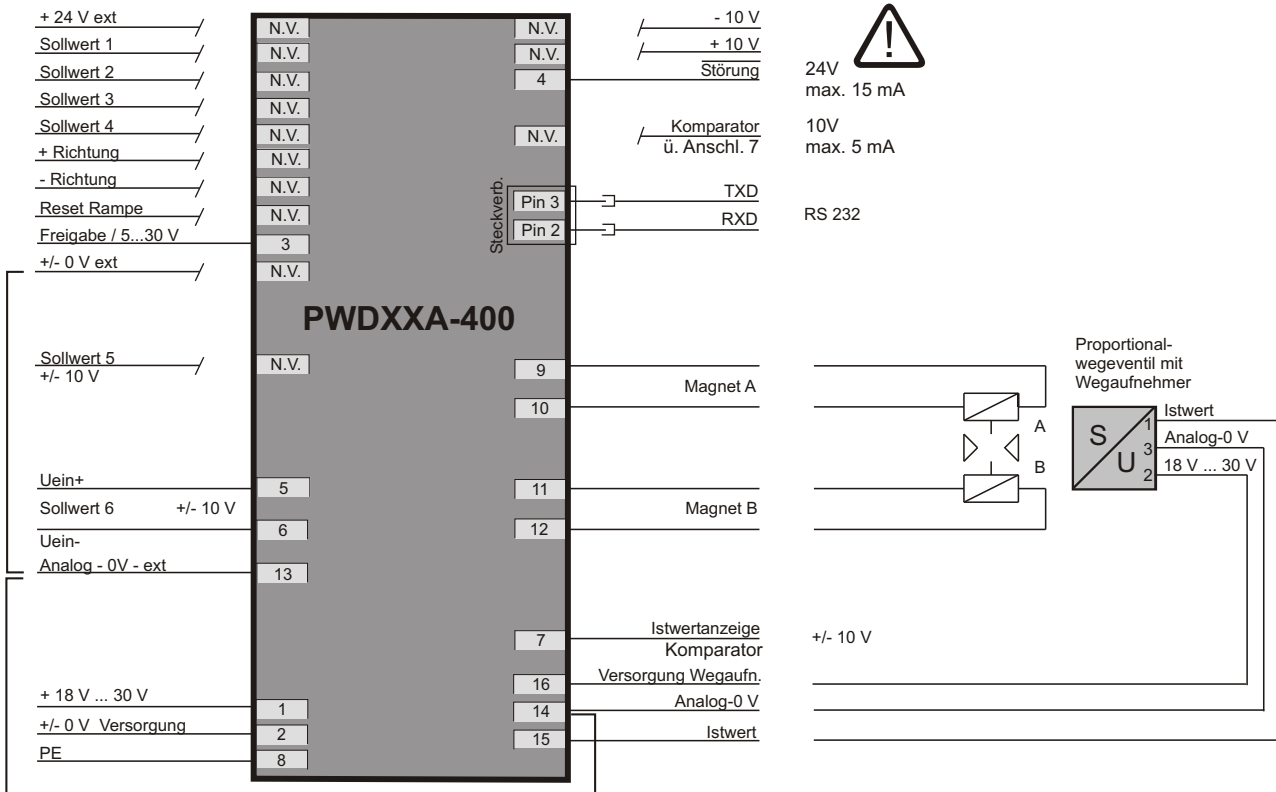 + 24 V ext
N.V.
Sollwert 1
N.V.
Sollwert 2
N.V.
Sollwert 3
N.V.
Sollwert 4
N.V.
+ Richtung
N.V.
- Richtung
N.V.
Reset Rampe
N.V.
Freigabe / 5...30 V
3
+/- 0 V ext
N.V.
PWDXXA-400
Sollwert 5
+/- 10 V
N.V.
Uein+
5
Sollwert 6 +/- 10 V
6
Uein-
Analog - 0V - ext
13
+ 18 V ... 30 V
1
+/- 0 V Versorgung
2
PE
8
N.V.
- 10 V
N.V.
+ 10 V
4
Störung
24V
max. 15 mA
!
N.V.
Komparator
ü. Anschl. 7
10V
max. 5 mA
Steckverb.
Pin 3
TXD
Pin 2
RXD
RS 232
9
Magnet A
10
11
Magnet B
12
A
B
Proportional-
wegeventil mit
Wegaufnehmer
S
U
1
Istwert
3
Analog-0 V
2
18 V ... 30 V
7
Istwertanzeige
Komparator
+/- 10 V
16
Versorgung Wegaufn.
14
Analog-0 V
15
Istwert